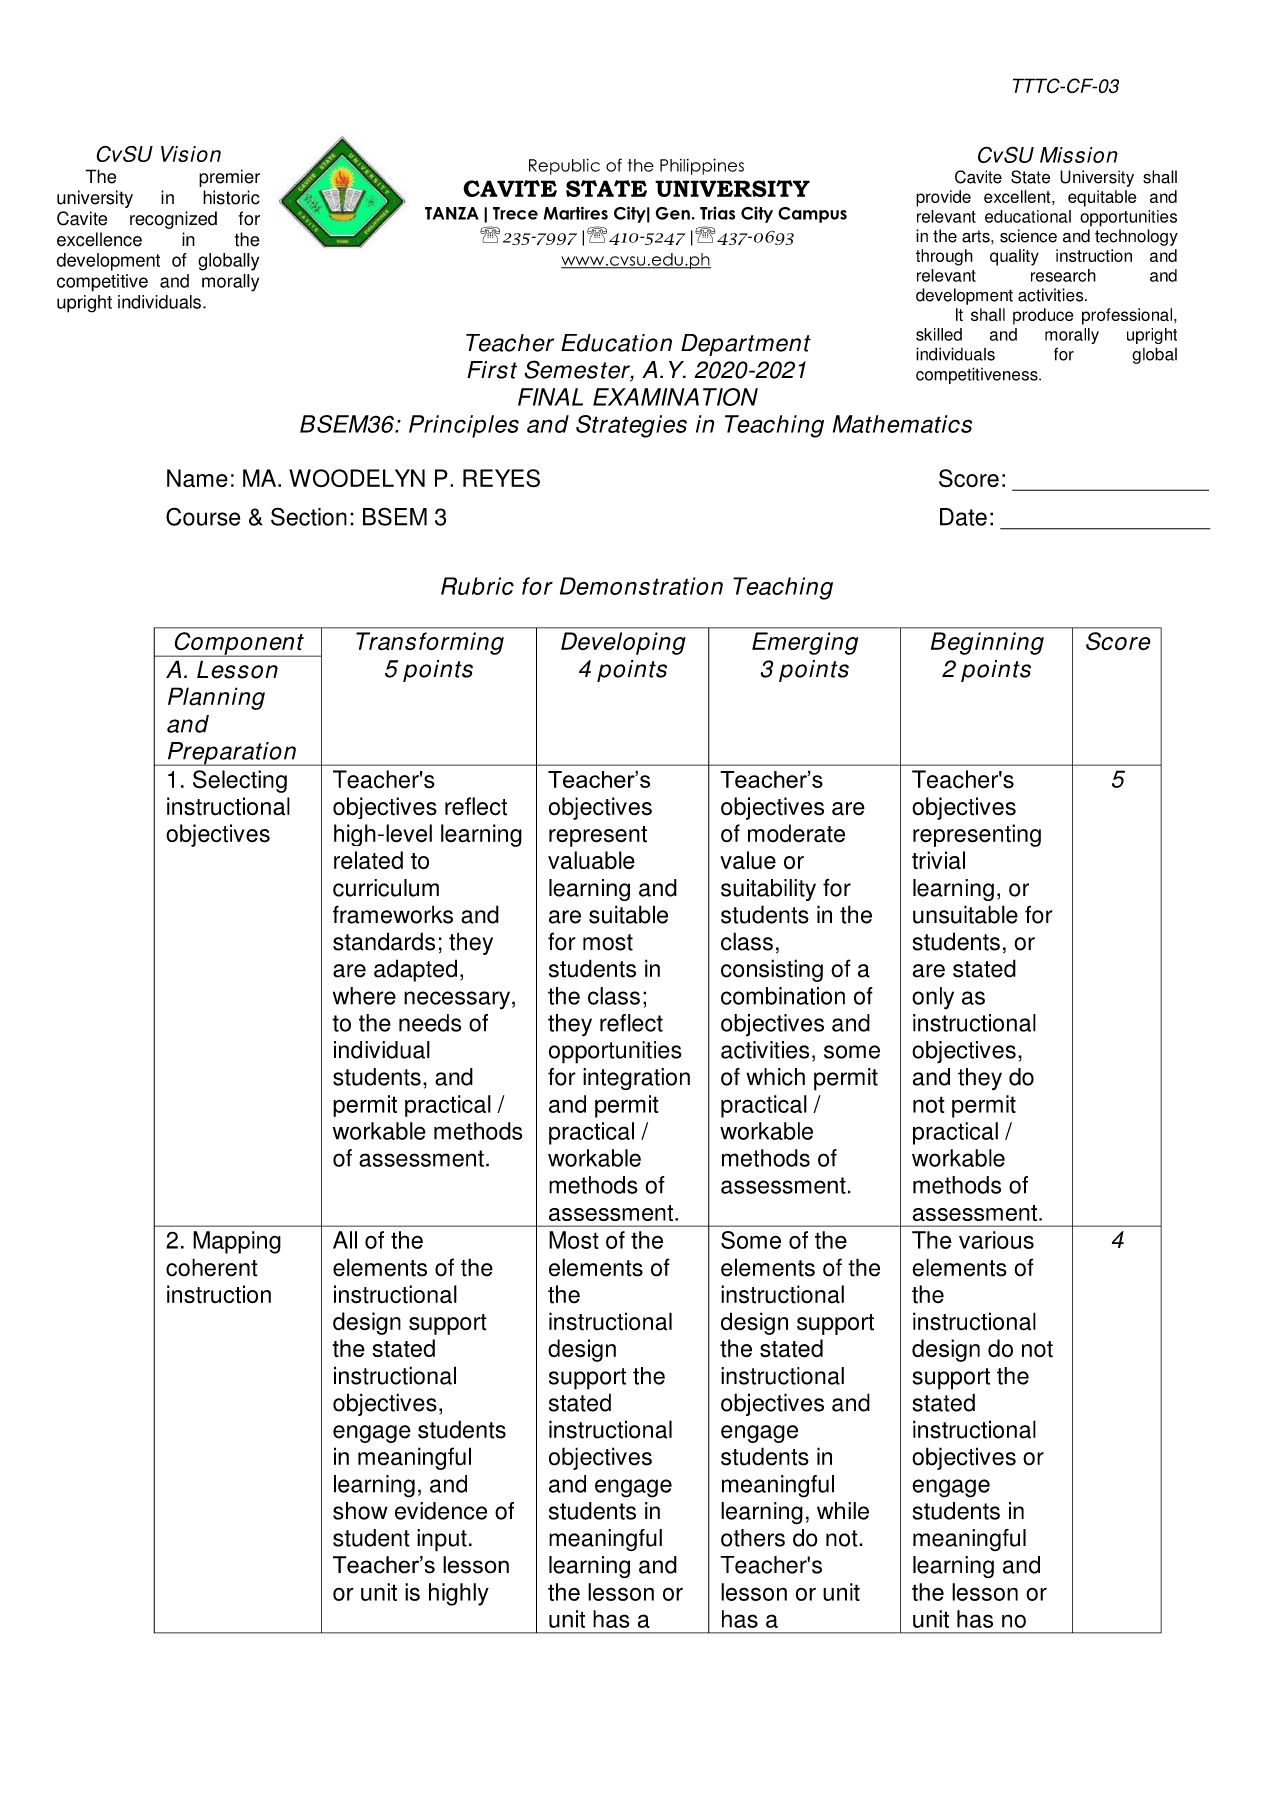 TTTC-CF-03
CvSU Vision
The premier
university in historic
Cavite recognized for
excellence in the
development of globally
competitive and morally
upright individuals.
Republic of the Philippines
CAVITE STATE UNIVERSITY
TANZA | Trece Martires City| Gen. Trias City Campus
☏235-7997 |☏410-5247 |☏437-0693
www.cvsu.edu.ph
CvSU Mission
Cavite State University shall
provide excellent, equitable and
relevant educational opportunities
in the arts, science and technology
through quality instruction and
relevant research and
development activities.
It shall produce professional,
skilled and morally upright
individuals for global
competitiveness.
Teacher Education Department
First Semester, A.Y. 2020-2021
FINAL EXAMINATION
BSEM36: Principles and Strategies in Teaching Mathematics
Name: MA. WOODELYN P. REYES
Score: _______________
Course & Section: BSEM 3
Date: ________________
Rubric for Demonstration Teaching
Component
A. Lesson
Planning
and
Preparation
Transforming
5 points
Developing
4 points
Emerging
3 points
Beginning
2 points
Score
1. Selecting
instructional
objectives
Teacher's
objectives reflect
high-level learning
related to
curriculum
frameworks and
standards; they
are adapted,
where necessary,
to the needs of
individual
students, and
permit practical /
workable methods
of assessment.
Teacher’s
objectives
represent
valuable
learning and
are suitable
for most
students in
the class;
they reflect
opportunities
for integration
and permit
practical /
workable
methods of
assessment.
Teacher’s
objectives are
of moderate
value or
suitability for
students in the
class,
consisting of a
combination of
objectives and
activities, some
of which permit
practical /
workable
methods of
assessment.
Teacher's
objectives
representing
trivial
learning, or
unsuitable for
students, or
are stated
only as
instructional
objectives,
and they do
not permit
practical /
workable
methods of
assessment.
5
2. Mapping
coherent
instruction
All of the
elements of the
instructional
design support
the stated
instructional
objectives,
engage students
in meaningful
learning, and
show evidence of
student input.
Teacher’s lesson
or unit is highly
Most of the
elements of
the
instructional
design
support the
stated
instructional
objectives
and engage
students in
meaningful
learning and
the lesson or
unit has a
Some of the
elements of the
instructional
design support
the stated
instructional
objectives and
engage
students in
meaningful
learning, while
others do not.
Teacher's
lesson or unit
has a
The various
elements of
the
instructional
design do not
support the
stated
instructional
objectives or
engage
students in
meaningful
learning and
the lesson or
unit has no
4